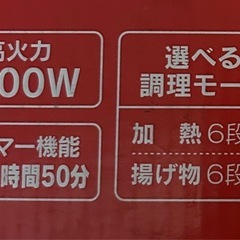 高火力
00W
マー機能
時間50分
選べる
調理モー
加 熱 6段
揚げ物 6段